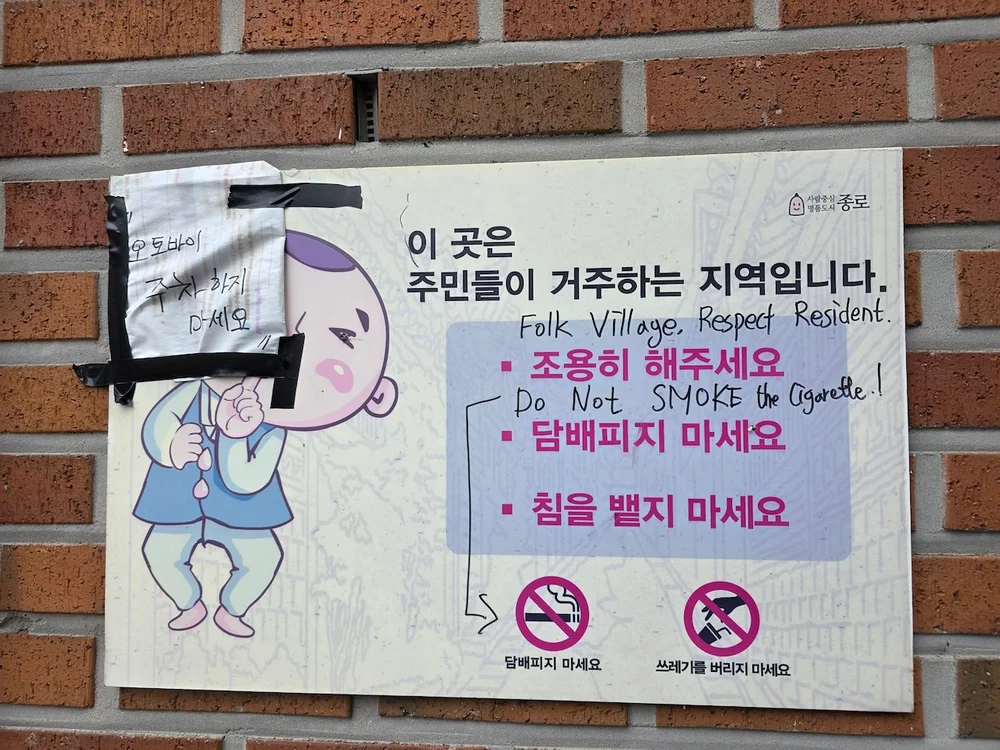 사람중심
명품도시 종로
오토바이
주차 하지
마세요
"
이 곳은
주민들이 거주하는 지역입니다.
Folk Village. Respect Resident.
▪ 조용히 해주세요
Do Not SMOKE the Cigarette.!
▪ 담배피지 마세요
▪ 침을 뱉지 마세요
담배피지 마세요
쓰레기를 버리지 마세요